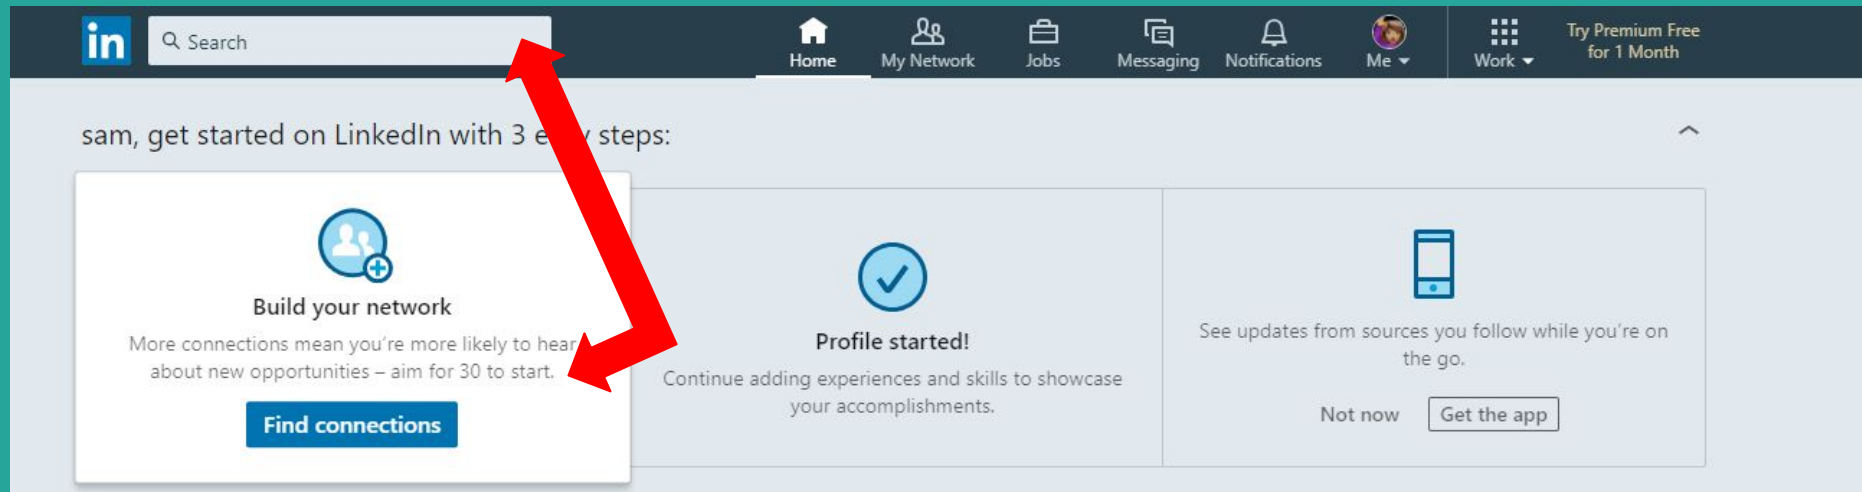 in
Search
Home
My Network
Jobs
Messaging
Notifications
Me
Work
Try Premium Free
for 1 Month
sam, get started on LinkedIn with 3 steps:
Build your network
More connections mean you're more likely to hear
about new opportunities – aim for 30 to start.
Find connections
Profile started!
Continue adding experiences and skills to showcase
your accomplishments.
See updates from sources you follow while you're on
the go.
Not now
Get the app